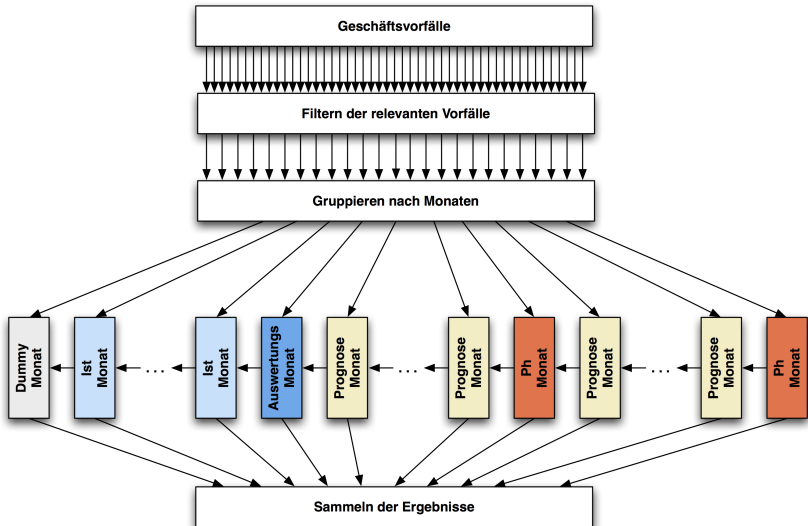 Geschäftsvorfälle
Filtern der relevanten Vorfälle
Gruppieren nach Monaten
Dummy
Monat
Ist
Monat
...
Ist
Monat
Auswertungs
Monat
Prognose
Monat
...
Prognose
Monat
Ph
Monat
Prognose
Monat
...
Prognose
Monat
Ph
Monat
Sammeln der Ergebnisse